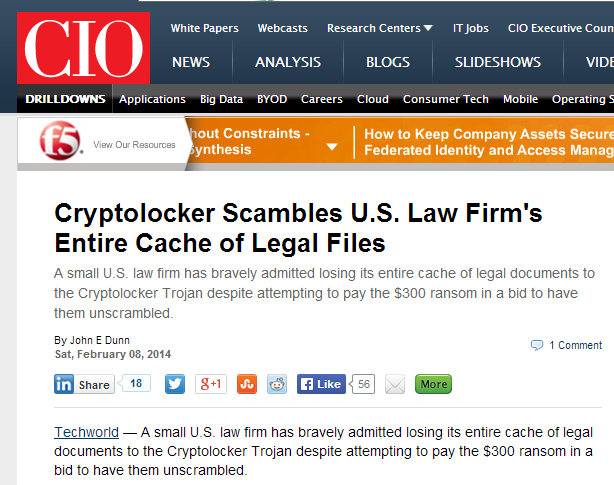 CIO
White Papers Webcasts Research Centers IT Jobs CIO Executive Coun
NEWS ANALYSIS BLOGS SLIDESHOWS VIDE
DRILLDOWNS Applications Big Data BYOD Careers Cloud Consumer Tech Mobile Operating S
f5 View Our Resources
hout Constraints -
ynthesis
How to Keep Company Assets Secure
Federated Identity and Access Manag
Cryptolocker Scambles U.S. Law Firm's
Entire Cache of Legal Files
A small U.S. law firm has bravely admitted losing its entire cache of legal documents to
the Cryptolocker Trojan despite attempting to pay the $300 ransom in a bid to have
them unscrambled.
By John E Dunn
Sat, February 08, 2014
1 Comment
in Share 18 g+1 Like 56 More
Techworld — A small U.S. law firm has bravely admitted losing its entire cache of legal
documents to the Cryptolocker Trojan despite attempting to pay the $300 ransom in a
bid to have them unscrambled.